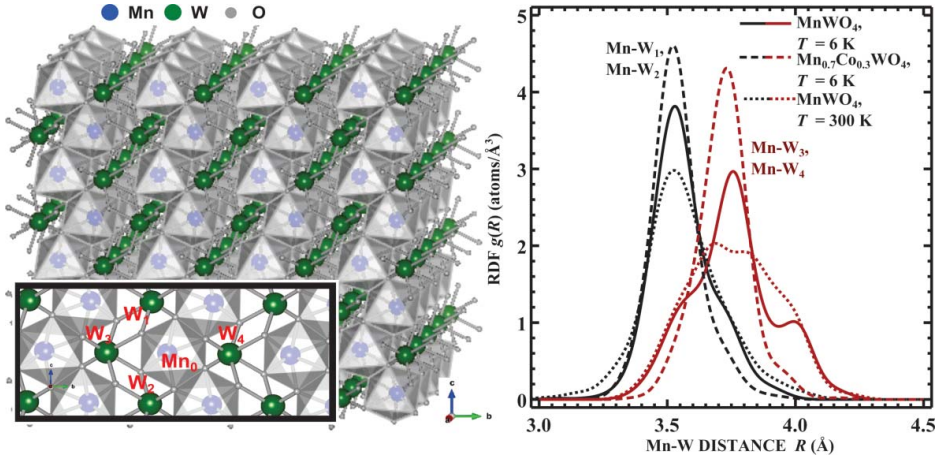 Mn W O
W₁
W₃
W₄
Mn₀
W₂
c
b
c
b
RDF g(R) (atoms/Å³)
5
4
3
2
1
0
Mn-W₁,
Mn-W₂
MnWO₄,
T = 6 K
Mn₀.₇Co₀.₃WO₄,
T = 6 K
MnWO₄,
T = 300 K
Mn-W₃,
Mn-W₄
3.0 3.5 4.0 4.5
Mn-W DISTANCE R (Å)